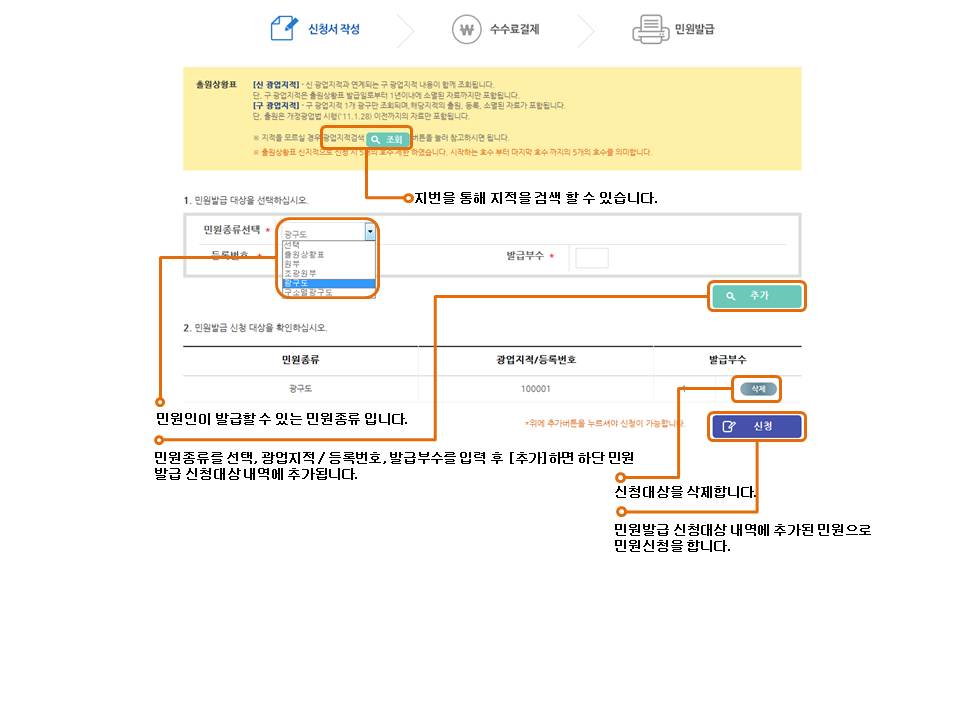 신청서 작성
수수료결제
민원발급
출원상황표
[신 광업지적] - 신 광업지적과 연계되는 구 광업지적 내용이 함께 조회됩니다.
단, 구 광업지적은 출원상황표 발급일로부터 1년이내에 소멸된 자료까지만 포함됩니다.
[구 광업지적] - 구 광업지적 1개 광구만 조회되며,해당지적의 출원, 등록, 소멸된 자료가 포함됩니다.
단, 출원은 개정광업법 시행('11.1.28) 이전까지의 자료만 포함됩니다.
※ 지적을 모르실 경우 광업지적검색 조회 버튼을 눌러 참고하시면 됩니다.
※ 출원상황표 신지적으로 신청 시 5개의 호수 제한 하였습니다. 시작하는 호수 부터 마지막 호수 까지의 5개의 호수를 의미합니다.
지번을 통해 지적을 검색 할 수 있습니다.
1. 민원발급 대상을 선택하십시오.
민원종류선택 *
광구도
선택
출원상황표
원부
조광원부
광구도
구소멸광구도
등록번호 *
발급부수 *
추가
2. 민원발급 신청 대상을 확인하십시오.
민원종류 광업지적/등록번호 발급부수
광구도 100001 1 삭제
민원인이 발급할 수 있는 민원종류 입니다.
*위에 추가버튼을 누르셔야 신청이 가능합니다.
신청
민원종류를 선택, 광업지적 / 등록번호, 발급부수를 입력 후 [추가]하면 하단 민원
발급 신청대상 내역에 추가됩니다.
신청대상을 삭제합니다.
민원발급 신청대상 내역에 추가된 민원으로
민원신청을 합니다.